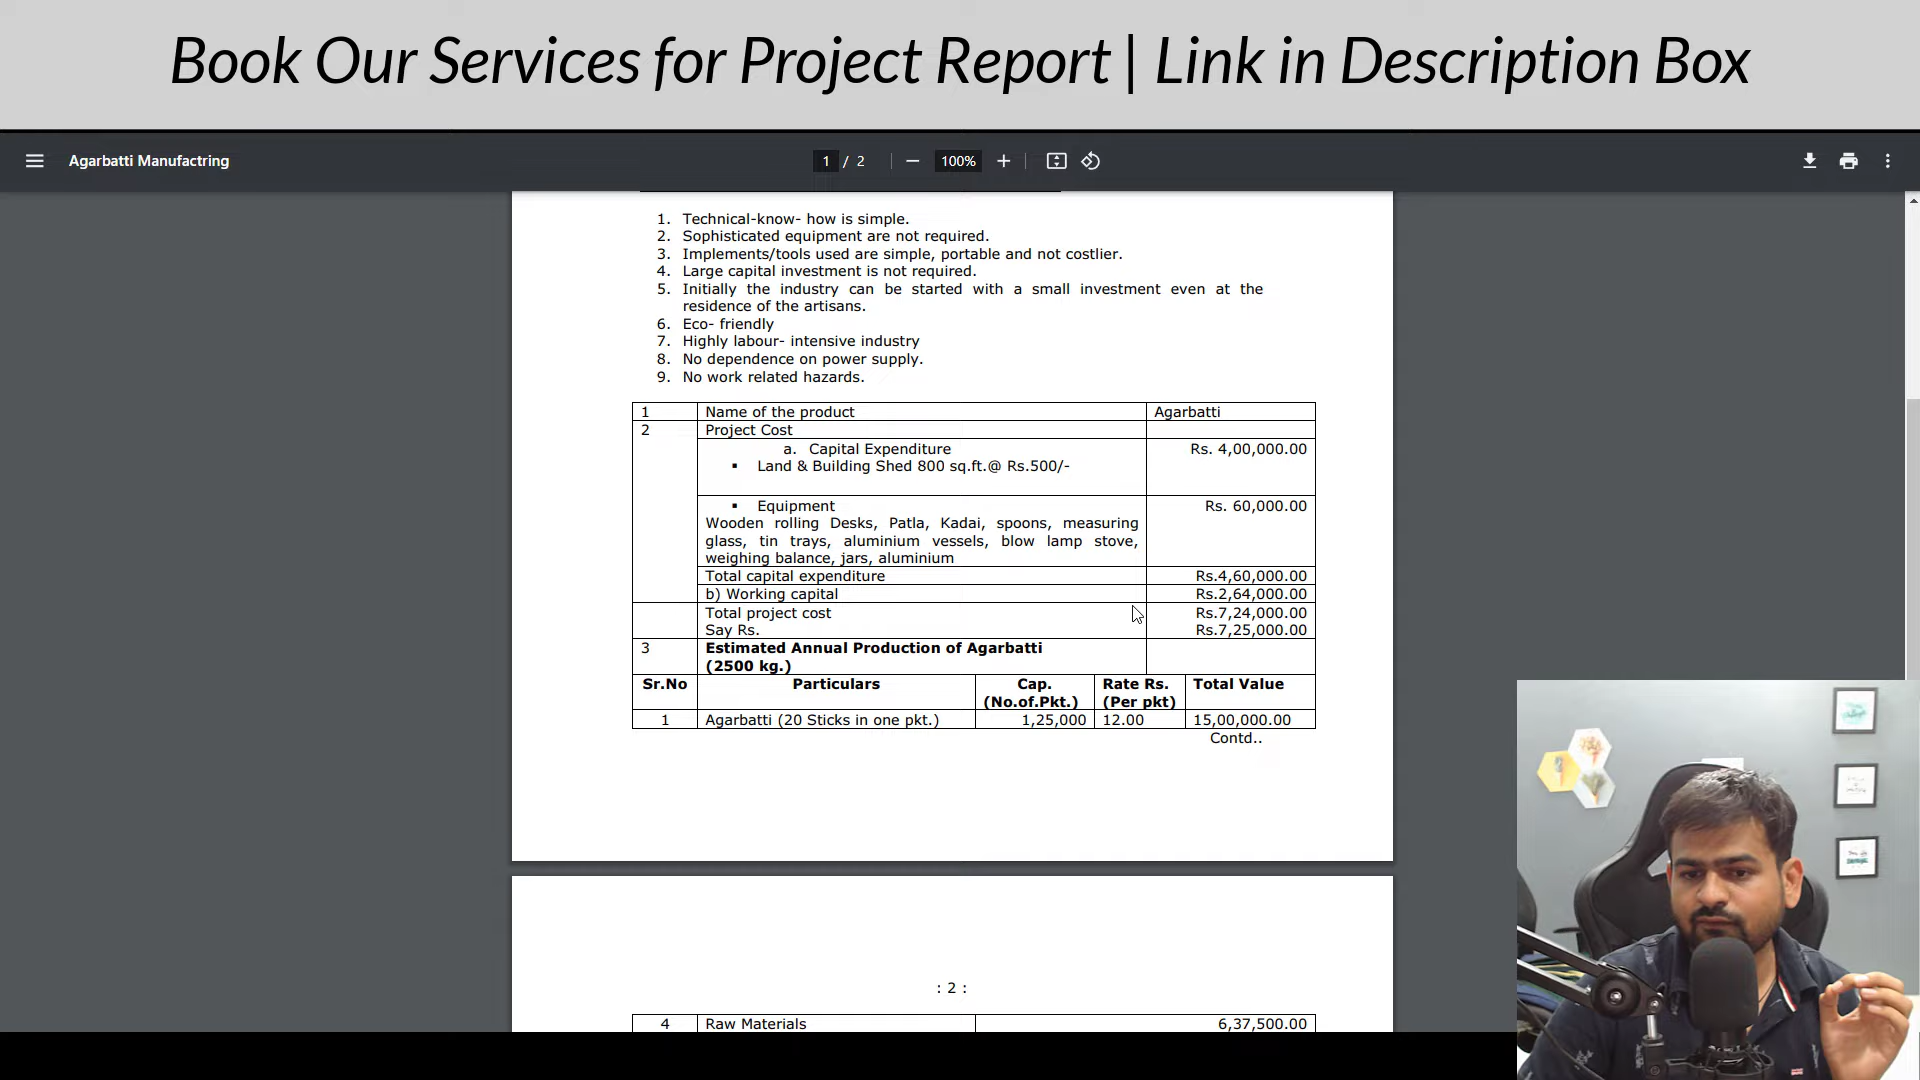 Book Our Services for Project Report | Link in Description Box
Agarbatti Manufactring
1 / 2
100%
1. Technical-know- how is simple.
2. Sophisticated equipment are not required.
3. Implements/tools used are simple, portable and not costlier.
4. Large capital investment is not required.
5. Initially the industry can be started with a small investment even at the
residence of the artisans.
6. Eco- friendly
7. Highly labour- intensive industry
8. No dependence on power supply.
9. No work related hazards.
1 Name of the product Agarbatti
2 Project Cost
a. Capital Expenditure Rs. 4,00,000.00
▪ Land & Building Shed 800 sq.ft.@ Rs.500/-
▪ Equipment Rs. 60,000.00
Wooden rolling Desks, Patla, Kadai, spoons, measuring
glass, tin trays, aluminium vessels, blow lamp stove,
weighing balance, jars, aluminium
Total capital expenditure Rs.4,60,000.00
b) Working capital Rs.2,64,000.00
Total project cost Rs.7,24,000.00
Say Rs. Rs.7,25,000.00
3 Estimated Annual Production of Agarbatti
(2500 kg.)
Sr.No Particulars Cap. Rate Rs. Total Value
(No.of.Pkt.) (Per pkt)
1 Agarbatti (20 Sticks in one pkt.) 1,25,000 12.00 15,00,000.00
Contd..
: 2 :
4 Raw Materials 6,37,500.00